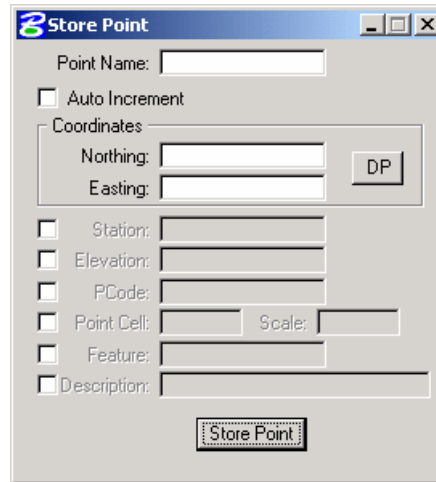 Store Point
Point Name:
Auto Increment
Coordinates
Northing:
DP
Easting:
Station:
Elevation:
PCode:
Point Cell: Scale:
Feature:
Description:
Store Point